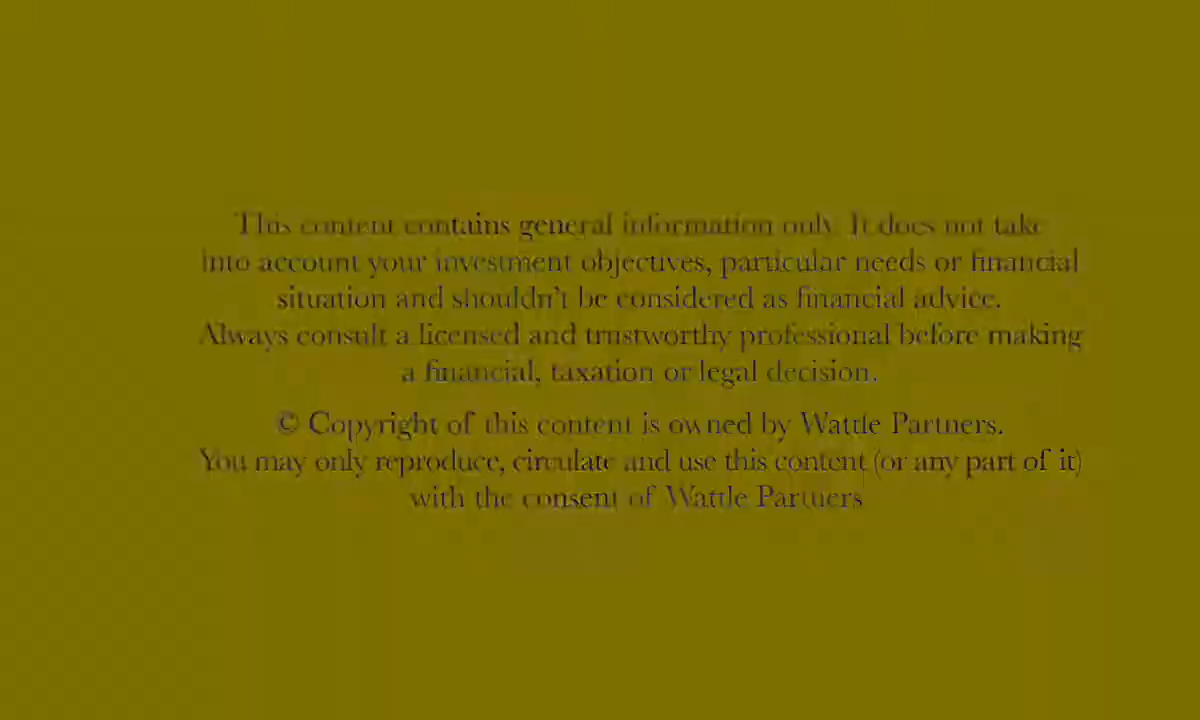 This content contains general information only. It does not take
into account your investment objectives, particular needs or financial
situation and shouldn't be considered as financial advice.
Always consult a licensed and trustworthy professional before making
a financial, taxation or legal decision.
© Copyright of this content is owned by Wattle Partners.
You may only reproduce, circulate and use this content (or any part of it)
with the consent of Wattle Partners